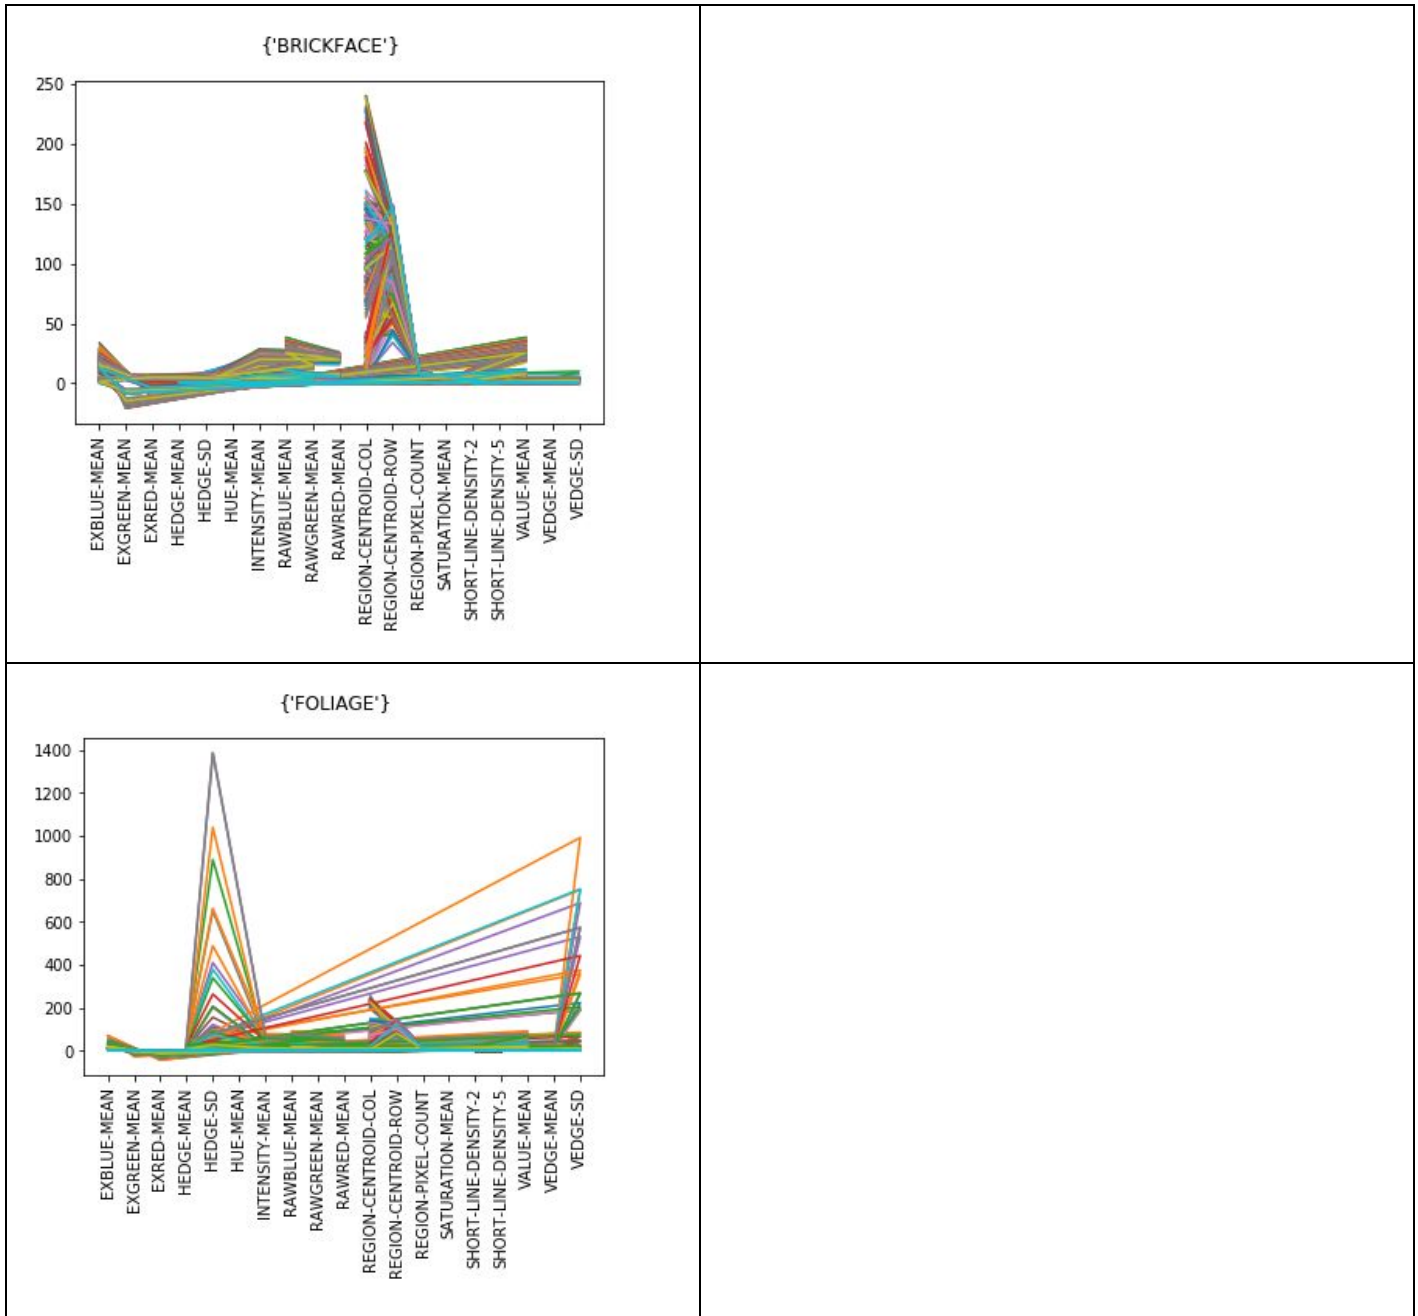 {'BRICKFACE'}
250
200
150
100
50
0
EXBLUE-MEAN
EXGREEN-MEAN
EXRED-MEAN
HEDGE-MEAN
HEDGE-SD
HUE-MEAN
INTENSITY-MEAN
RAWBLUE-MEAN
RAWGREEN-MEAN
RAWRED-MEAN
REGION-CENTROID-COL
REGION-CENTROID-ROW
REGION-PIXEL-COUNT
SATURATION-MEAN
SHORT-LINE-DENSITY-2
SHORT-LINE-DENSITY-5
VALUE-MEAN
VEDGE-MEAN
VEDGE-SD
{'FOLIAGE'}
1400
1200
1000
800
600
400
200
0
EXBLUE-MEAN
EXGREEN-MEAN
EXRED-MEAN
HEDGE-MEAN
HEDGE-SD
HUE-MEAN
INTENSITY-MEAN
RAWBLUE-MEAN
RAWGREEN-MEAN
RAWRED-MEAN
REGION-CENTROID-COL
REGION-CENTROID-ROW
REGION-PIXEL-COUNT
SATURATION-MEAN
SHORT-LINE-DENSITY-2
SHORT-LINE-DENSITY-5
VALUE-MEAN
VEDGE-MEAN
VEDGE-SD